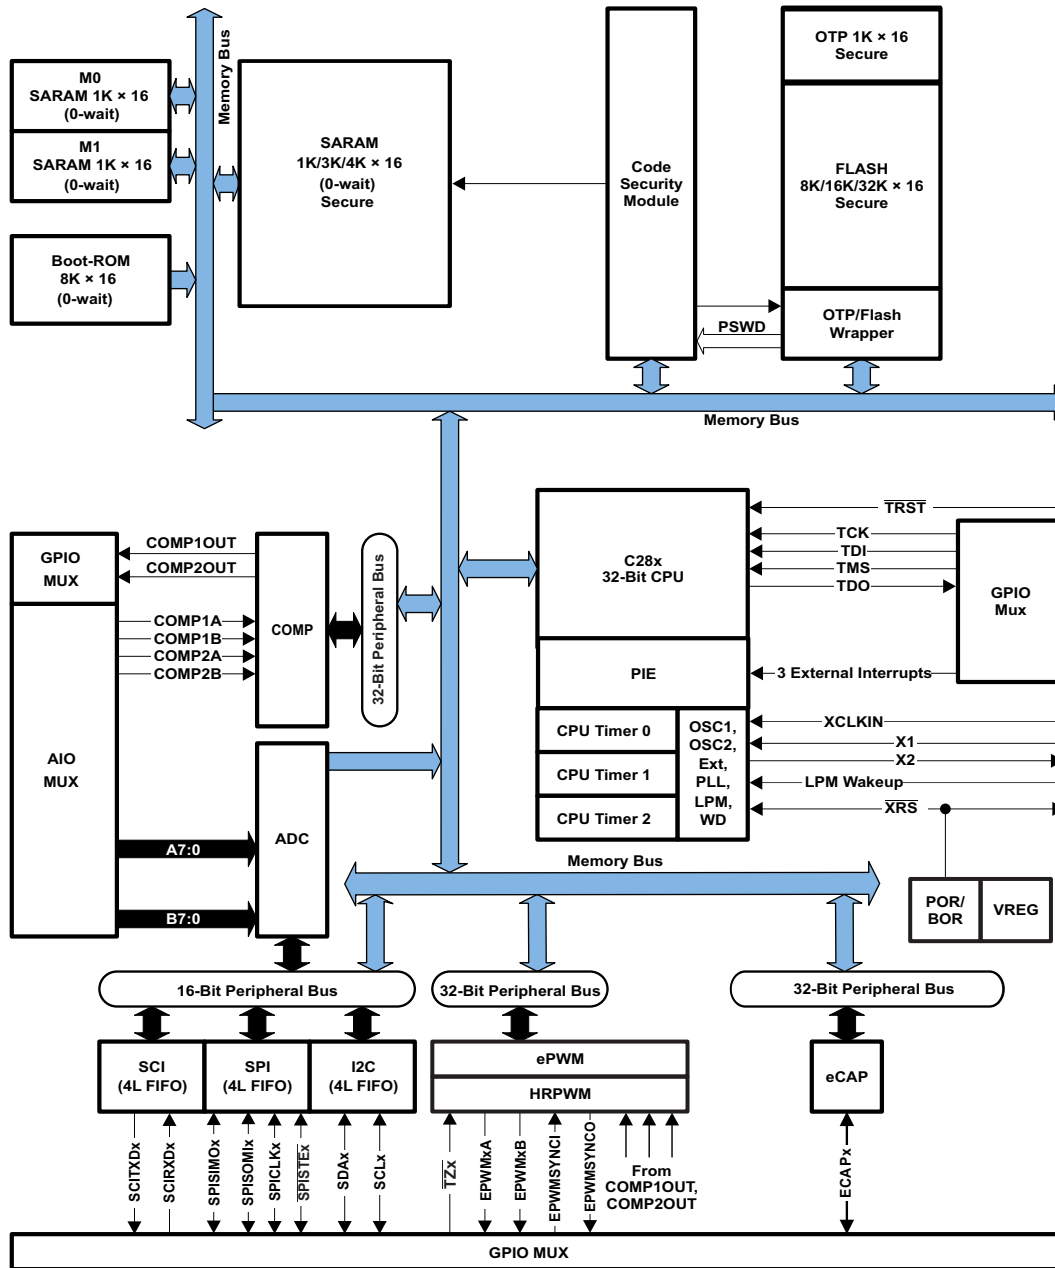 Memory Bus
M0
SARAM 1K × 16
(0-wait)
M1
SARAM 1K × 16
(0-wait)
Boot-ROM
8K × 16
(0-wait)
SARAM
1K/3K/4K × 16
(0-wait)
Secure
Code
Security
Module
OTP 1K × 16
Secure
FLASH
8K/16K/32K × 16
Secure
OTP/Flash
Wrapper
PSWD
Memory Bus
GPIO
MUX
COMP1OUT
COMP2OUT
COMP
32-Bit Peripheral Bus
AIO
MUX
COMP1A
COMP1B
COMP2A
COMP2B
A7:0
B7:0
ADC
C28x
32-Bit CPU
TRST
TCK
TDI
TMS
TDO
GPIO
Mux
PIE
3 External Interrupts
CPU Timer 0
CPU Timer 1
CPU Timer 2
OSC1,
OSC2,
Ext,
PLL,
LPM,
WD
XCLKIN
X1
X2
LPM Wakeup
XRS
POR/
BOR
VREG
Memory Bus
16-Bit Peripheral Bus
32-Bit Peripheral Bus
32-Bit Peripheral Bus
SCI
(4L FIFO)
SPI
(4L FIFO)
I2C
(4L FIFO)
ePWM
HRPWM
eCAP
SCITXDx
SCIRXDx
SPISIMOx
SPISOMIx
SPICLKx
SPISTEx
SDAx
SCLx
TZx
EPWMxA
EPWMxB
EPWMSYNCI
EPWMSYNCO
From
COMP1OUT,
COMP2OUT
ECAPx
GPIO MUX